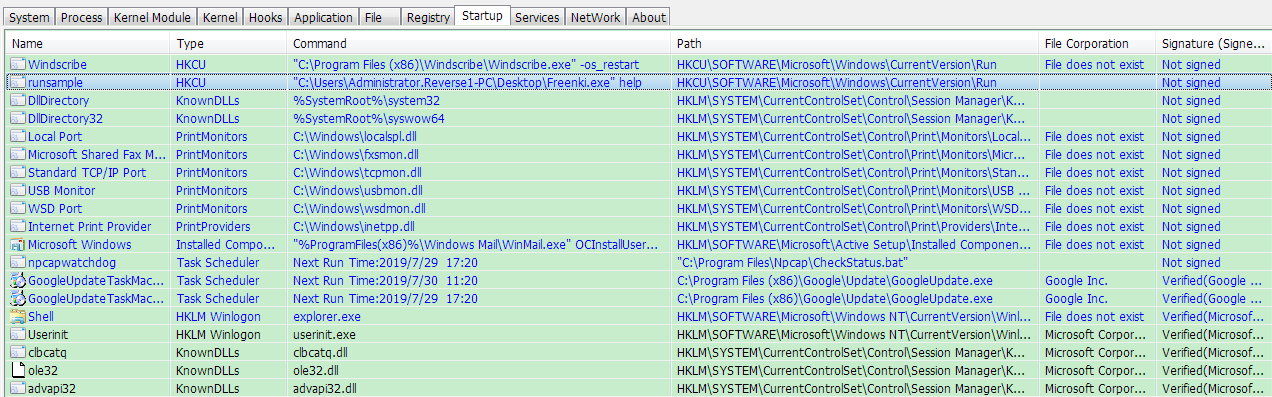 System Process Kernel Module Kernel Hooks Application File Registry Startup Services NetWork About
Name Type Command Path File Corporation Signature (Signe...
Windscribe HKCU "C:\Program Files (x86)\Windscribe\Windscribe.exe" -os_restart HKCU\SOFTWARE\Microsoft\Windows\CurrentVersion\Run File does not exist Not signed
runsample HKCU "C:\Users\Administrator.Reverse1-PC\Desktop\Freenki.exe" help HKCU\SOFTWARE\Microsoft\Windows\CurrentVersion\Run Not signed
DllDirectory KnownDLLs %SystemRoot%\system32 HKLM\SYSTEM\CurrentControlSet\Control\Session Manager\K... Not signed
DllDirectory32 KnownDLLs %SystemRoot%\syswow64 HKLM\SYSTEM\CurrentControlSet\Control\Session Manager\K... Not signed
Local Port PrintMonitors C:\Windows\localspl.dll HKLM\SYSTEM\CurrentControlSet\Control\Print\Monitors\Local... File does not exist Not signed
Microsoft Shared Fax M... PrintMonitors C:\Windows\fxsmon.dll HKLM\SYSTEM\CurrentControlSet\Control\Print\Monitors\Micr... File does not exist Not signed
Standard TCP/IP Port PrintMonitors C:\Windows\tcpmon.dll HKLM\SYSTEM\CurrentControlSet\Control\Print\Monitors\Stan... File does not exist Not signed
USB Monitor PrintMonitors C:\Windows\usbmon.dll HKLM\SYSTEM\CurrentControlSet\Control\Print\Monitors\USB ... File does not exist Not signed
WSD Port PrintMonitors C:\Windows\wsdmon.dll HKLM\SYSTEM\CurrentControlSet\Control\Print\Monitors\WSD... File does not exist Not signed
Internet Print Provider PrintProviders C:\Windows\inetpp.dll HKLM\SYSTEM\CurrentControlSet\Control\Print\Providers\Inte... File does not exist Not signed
Microsoft Windows Installed Compo... "%ProgramFiles(x86)%\Windows Mail\WinMail.exe" OCInstallUser... HKLM\SOFTWARE\Microsoft\Active Setup\Installed Componen... File does not exist Not signed
npcapwatchdog Task Scheduler Next Run Time:2019/7/29 17:20 "C:\Program Files\Npcap\CheckStatus.bat" Not signed
GoogleUpdateTaskMac... Task Scheduler Next Run Time:2019/7/30 11:20 C:\Program Files (x86)\Google\Update\GoogleUpdate.exe Google Inc. Verified(Google ...
GoogleUpdateTaskMac... Task Scheduler Next Run Time:2019/7/29 17:20 C:\Program Files (x86)\Google\Update\GoogleUpdate.exe Google Inc. Verified(Google ...
Shell HKLM Winlogon explorer.exe HKLM\SOFTWARE\Microsoft\Windows NT\CurrentVersion\Winl... File does not exist Verified(Microsof...
Userinit HKLM Winlogon userinit.exe HKLM\SOFTWARE\Microsoft\Windows NT\CurrentVersion\Winl... Microsoft Corpor... Verified(Microsof...
clbcatq KnownDLLs clbcatq.dll HKLM\SYSTEM\CurrentControlSet\Control\Session Manager\K... Microsoft Corpor... Verified(Microsof...
ole32 KnownDLLs ole32.dll HKLM\SYSTEM\CurrentControlSet\Control\Session Manager\K... Microsoft Corpor... Verified(Microsof...
advapi32 KnownDLLs advapi32.dll HKLM\SYSTEM\CurrentControlSet\Control\Session Manager\K... Microsoft Corpor... Verified(Microsof...